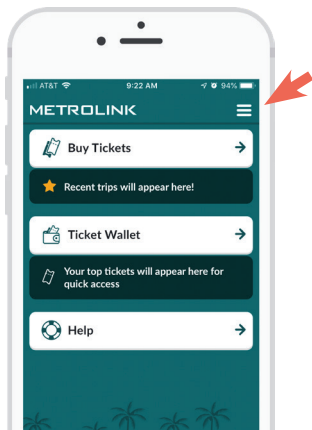 AT&T 9:22 AM 94%
METROLINK
Buy Tickets
Recent trips will appear here!
Ticket Wallet
Your top tickets will appear here for
quick access
Help